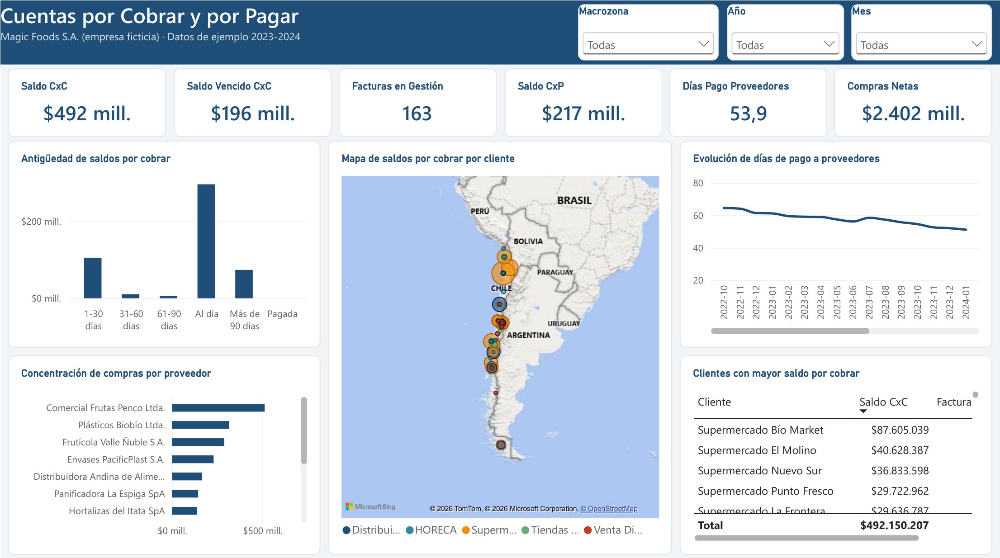 Cuentas por Cobrar y por Pagar
Magic Foods S.A. (empresa ficticia) · Datos de ejemplo 2023-2024
Macrozona
Todas
Año
Todas
Mes
Todas
Saldo CxC
$492 mill.
Saldo Vencido CxC
$196 mill.
Facturas en Gestión
163
Saldo CxP
$217 mill.
Días Pago Proveedores
53,9
Compras Netas
$2.402 mill.
Antigüedad de saldos por cobrar
$200 mill.
$0 mill.
1-30 días
31-60 días
61-90 días
Al día
Más de 90 días
Pagada
Mapa de saldos por cobrar por cliente
BRASIL
PERÚ
BOLIVIA
PARAGUAY
CHILE
URUGUAY
ARGENTINA
Microsoft Bing
© 2026 TomTom, © 2026 Microsoft Corporation, © OpenStreetMap
Distribui...
HORECA
Superm...
Tiendas ...
Venta Di...
Evolución de días de pago a proveedores
80
60
40
20
2022-10
2022-11
2022-12
2023-01
2023-02
2023-03
2023-04
2023-05
2023-06
2023-07
2023-08
2023-09
2023-10
2023-11
2023-12
2024-01
Concentración de compras por proveedor
Comercial Frutas Penco Ltda.
Plásticos Biobío Ltda.
Frutícola Valle Ñuble S.A.
Envases PacificPlast S.A.
Distribuidora Andina de Alime...
Panificadora La Espiga SpA
Hortalizas del Itata SpA
$0 mill.
$500 mill.
Clientes con mayor saldo por cobrar
Cliente Saldo CxC Factura
Supermercado Bío Market $87.605.039
Supermercado El Molino $40.628.387
Supermercado Nuevo Sur $36.833.598
Supermercado Punto Fresco $29.722.962
Supermercado La Frontera $29.636.787
Total $492.150.207